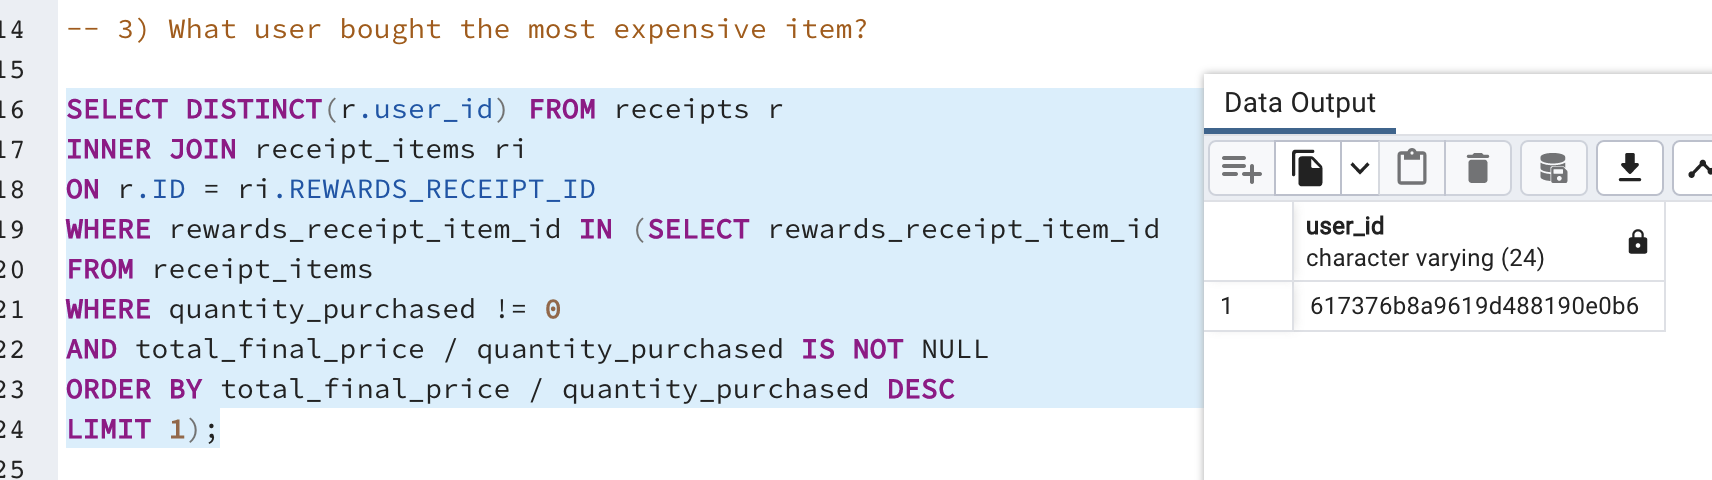 14 -- 3) What user bought the most expensive item?
15
16 SELECT DISTINCT(r.user_id) FROM receipts r
17 INNER JOIN receipt_items ri
18 ON r.ID = ri.REWARDS_RECEIPT_ID
19 WHERE rewards_receipt_item_id IN (SELECT rewards_receipt_item_id
20 FROM receipt_items
21 WHERE quantity_purchased != 0
22 AND total_final_price / quantity_purchased IS NOT NULL
23 ORDER BY total_final_price / quantity_purchased DESC
24 LIMIT 1);
25
Data Output
user_id
character varying (24)
1 617376b8a9619d488190e0b6